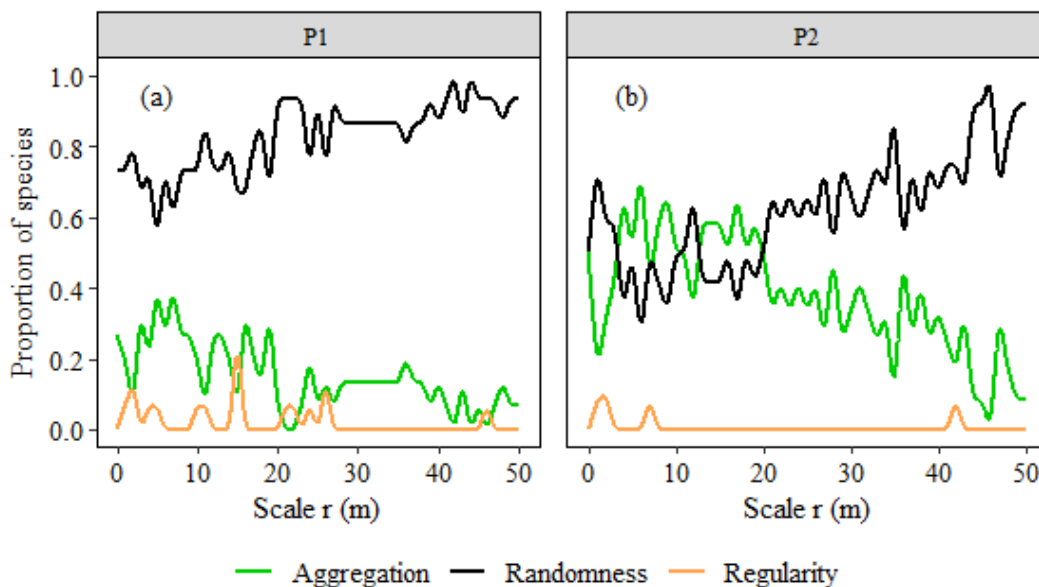 P1
P2
(a)
(b)
Proportion of species
1.0
0.8
0.6
0.4
0.2
0.0
0 10 20 30 40 50
0 10 20 30 40 50
Scale r (m)
Scale r (m)
Aggregation Randomness Regularity